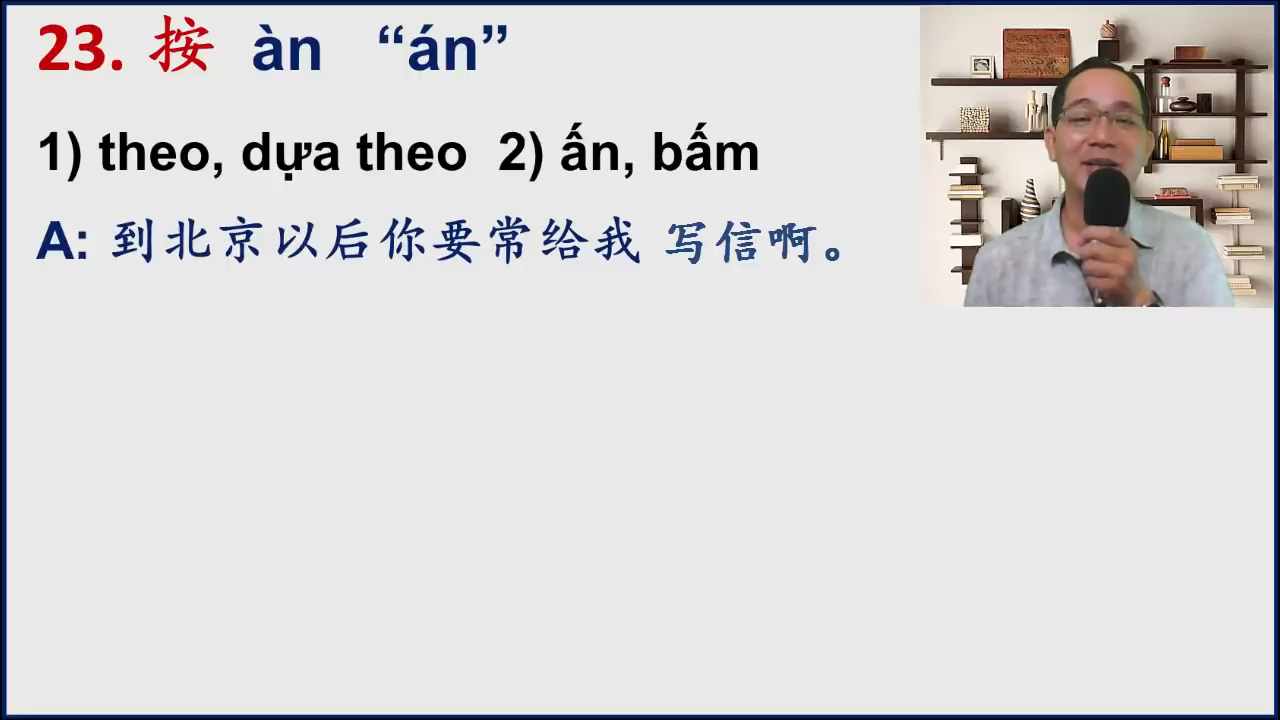 23. 按 àn “án”
1) theo, dựa theo 2) ấn, bấm
A: 到北京以后你要常给我 写信啊。